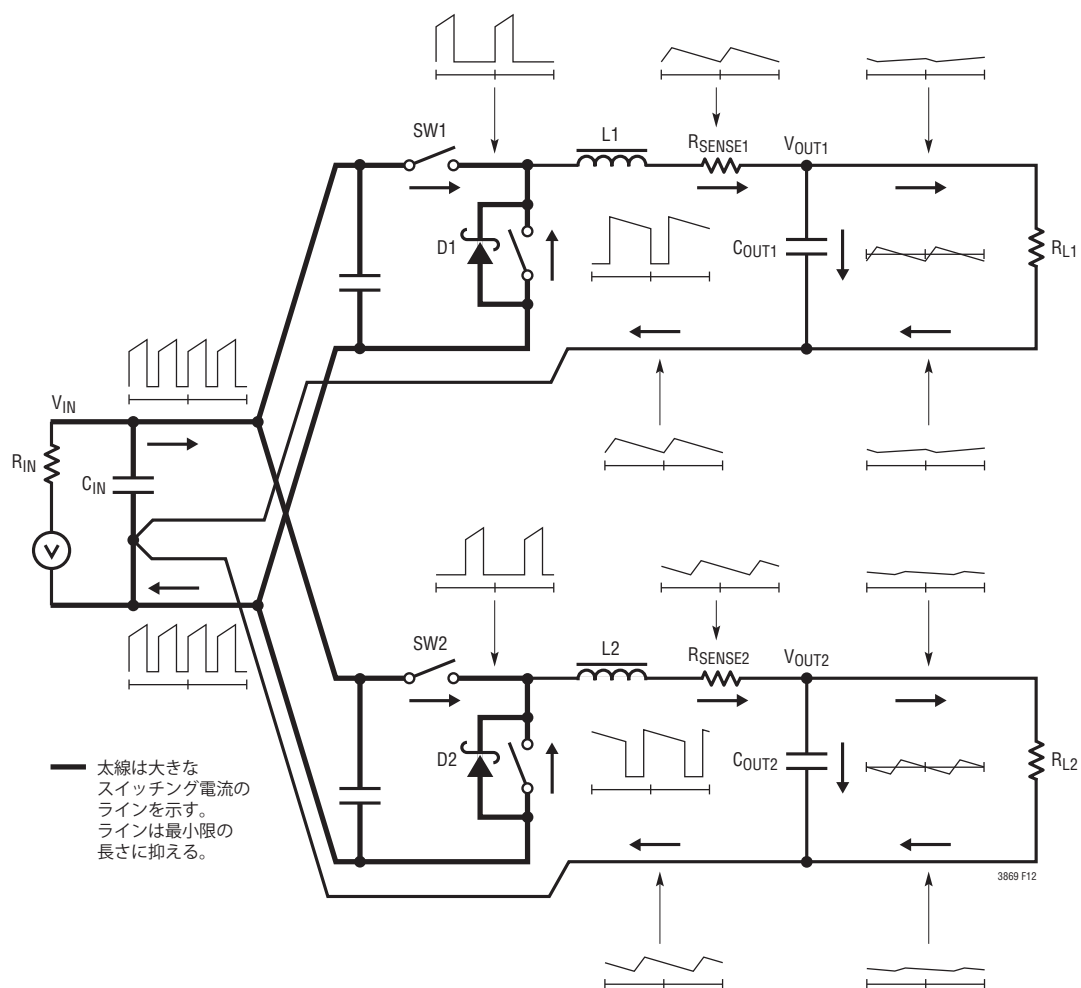 SW1
L1
RSENSE1
VOUT1
D1
COUT1
RL1
VIN
RIN
CIN
SW2
L2
RSENSE2
VOUT2
D2
COUT2
RL2
太線は大きな
スイッチング電流の
ラインを示す。
ラインは最小限の
長さに抑える。
3869 F12
V